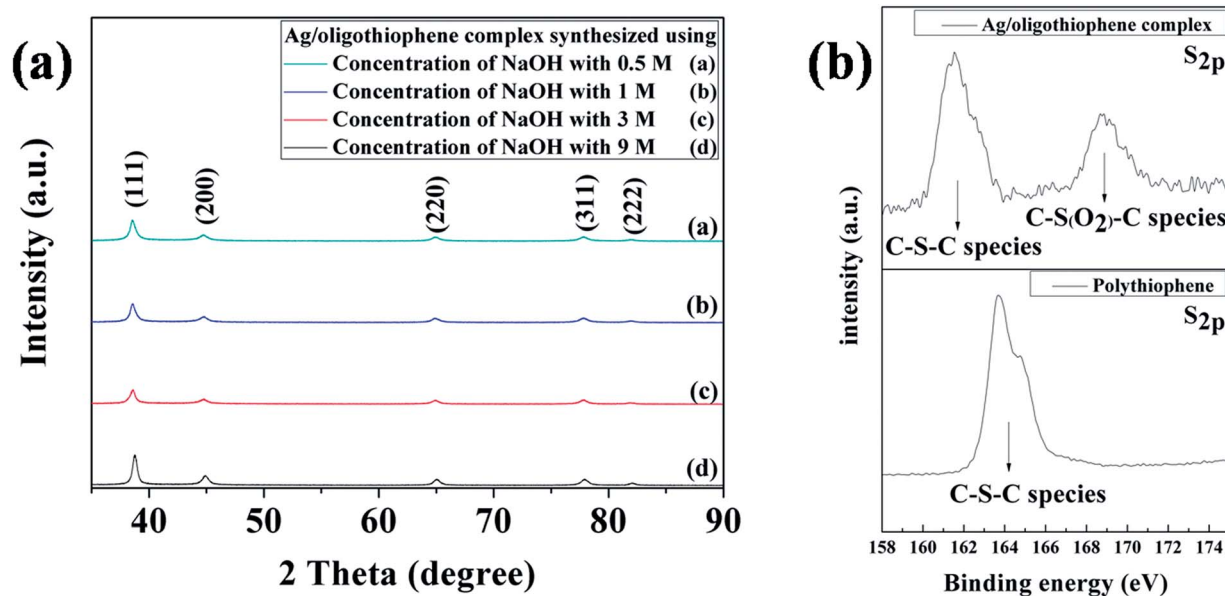 (a)
Ag/oligothiophene complex synthesized using
Concentration of NaOH with 0.5 M (a)
Concentration of NaOH with 1 M (b)
Concentration of NaOH with 3 M (c)
Concentration of NaOH with 9 M (d)
(111)
(200)
(220)
(311)
(222)
(a)
(b)
(c)
(d)
Intensity (a.u.)
40 50 60 70 80 90
2 Theta (degree)
(b)
Ag/oligothiophene complex
S2p
C-S-C species
C-S(O2)-C species
Polythiophene
S2p
C-S-C species
intensity (a.u.)
158 160 162 164 166 168 170 172 174
Binding energy (eV)